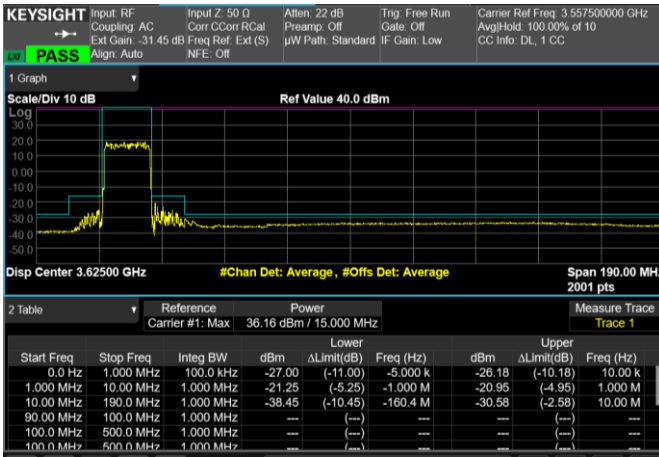 KEYSIGHT Input: RF Input Z: 50 Ω Atten: 22 dB Trig: Free Run Carrier Ref Freq: 3.557500000 GHz
Coupling: AC Corr CCorr RCal Preamp: Off Gate: Off Avg|Hold: 100.00% of 10
Ext Gain: -31.45 dB Freq Ref: Ext (S) µW Path: Standard IF Gain: Low CC Info: DL, 1 CC
LXI PASS Align: Auto NFE: Off
1 Graph
Scale/Div 10 dB Ref Value 40.0 dBm
Log
30.0
20.0
10.0
0.00
-10.0
-20.0
-30.0
-40.0
-50.0
Disp Center 3.62500 GHz #Chan Det: Average, #Offs Det: Average Span 190.00 MHz
2001 pts
2 Table Reference Power Measure Trace
Carrier #1: Max 36.16 dBm / 15.000 MHz Trace 1
Lower Upper
Start Freq Stop Freq Integ BW dBm ΔLimit(dB) Freq (Hz) dBm ΔLimit(dB) Freq (Hz)
0.0 Hz 1.000 MHz 100.0 kHz -27.00 (-11.00) -5.000 k -26.18 (-10.18) 10.00 k
1.000 MHz 10.00 MHz 1.000 MHz -21.25 (-5.25) -1.000 M -20.95 (-4.95) 1.000 M
10.00 MHz 190.0 MHz 1.000 MHz -38.45 (-10.45) -160.4 M -30.58 (-2.58) 10.00 M
90.00 MHz 100.0 MHz 1.000 MHz --- (---) --- --- (---) ---
100.0 MHz 500.0 MHz 1.000 MHz --- (---) --- --- (---) ---
100.0 MHz 500.0 MHz 1.000 MHz --- (---) --- --- (---) ---